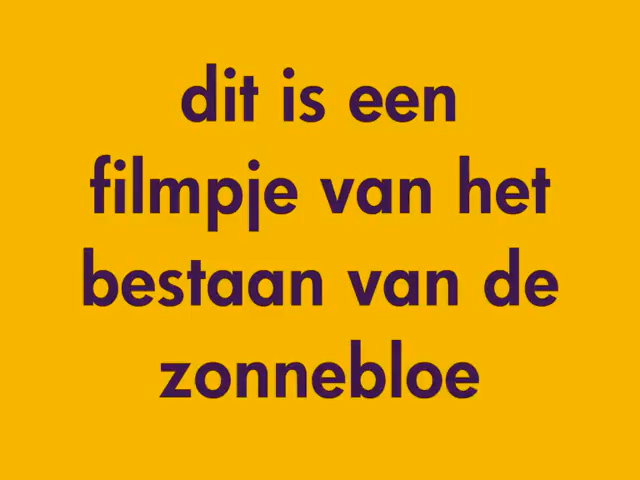 dit is een
filmpje van het
bestaan van de
zonnebloe